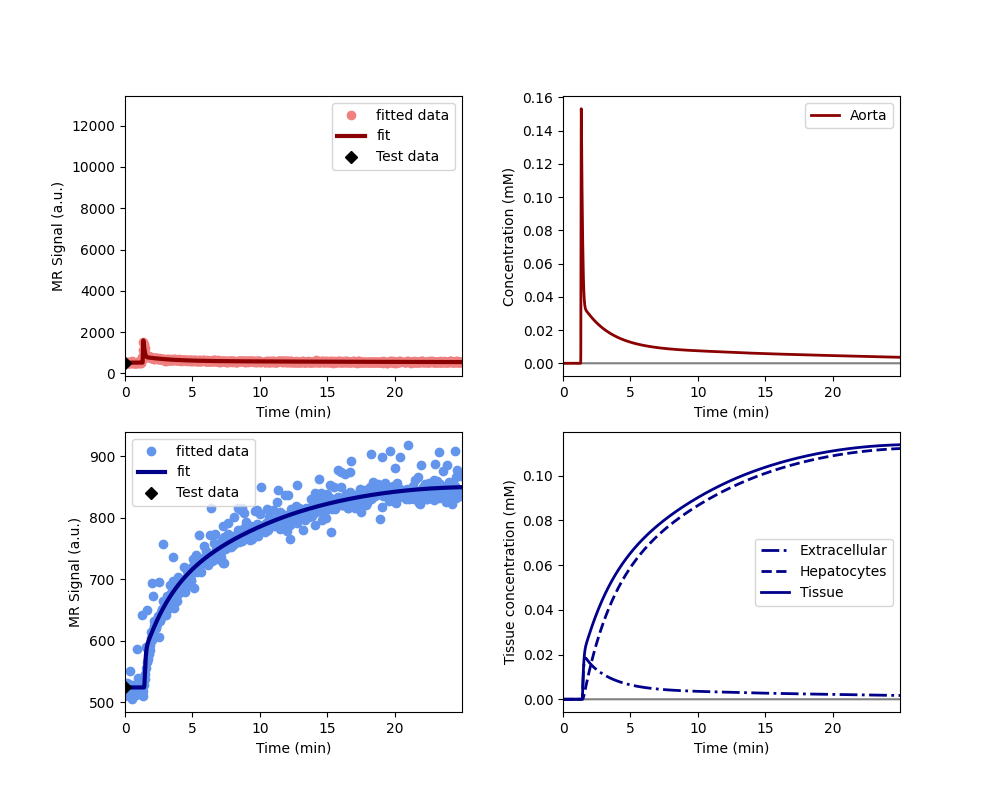 12000
10000
8000
6000
4000
2000
0
MR Signal (a.u.)
fitted data
fit
Test data
0 5 10 15 20
Time (min)
0.16
0.14
0.12
0.10
0.08
0.06
0.04
0.02
0.00
Concentration (mM)
Aorta
0 5 10 15 20
Time (min)
900
800
700
600
500
MR Signal (a.u.)
fitted data
fit
Test data
0 5 10 15 20
Time (min)
0.10
0.08
0.06
0.04
0.02
0.00
Tissue concentration (mM)
Extracellular
Hepatocytes
Tissue
0 5 10 15 20
Time (min)